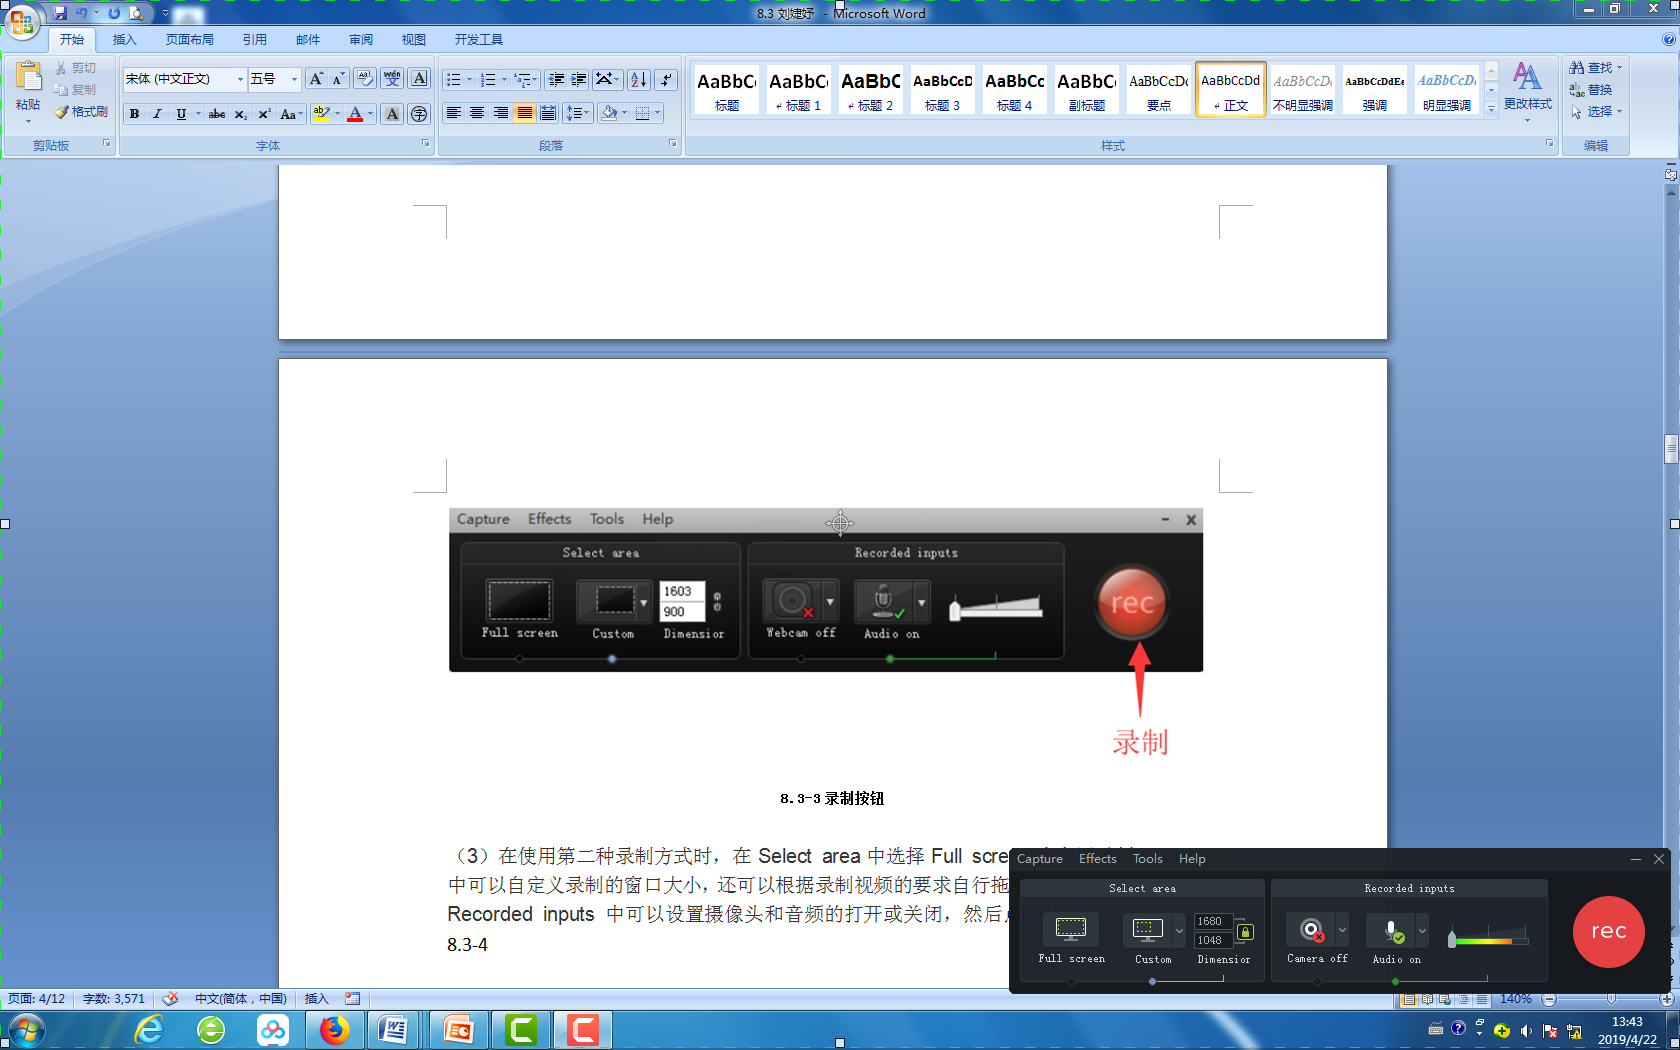 8.3 刘婕妤 - Microsoft Word
开始 插入 页面布局 引用 邮件 审阅 视图 开发工具
粘贴 剪切 复制 格式刷
宋体 (中文正文) 五号
AaBbC AaBbC AaBbC AaBbCcD AaBbCc AaBbC AaBbCcDc AaBbCcDd AaBbCcDc AaBbCcDdEe AaBbCcD
标题 标题 1 标题 2 标题 3 标题 4 副标题 要点 正文 不明显强调 强调 明显强调
更改样式
查找
替换
选择
剪贴板 字体 段落 样式 编辑
Capture Effects Tools Help
Select area Recorded inputs
1603
900
rec
Full screen Custom Dimensior Webcam off Audio on
录制
8.3-3 录制按钮
(3)在使用第二种录制方式时,在 Select area 中选择 Full scre
中可以自定义录制的窗口大小,还可以根据录制视频的要求自行拖
Recorded inputs 中可以设置摄像头和音频的打开或关闭,然后
8.3-4
Capture Effects Tools Help
Select area Recorded inputs
1680
1048
rec
Full screen Custom Dimensior Camera off Audio on
页面: 4/12 字数: 3,571 中文(简体,中国) 插入 140%
13:43
2019/4/22